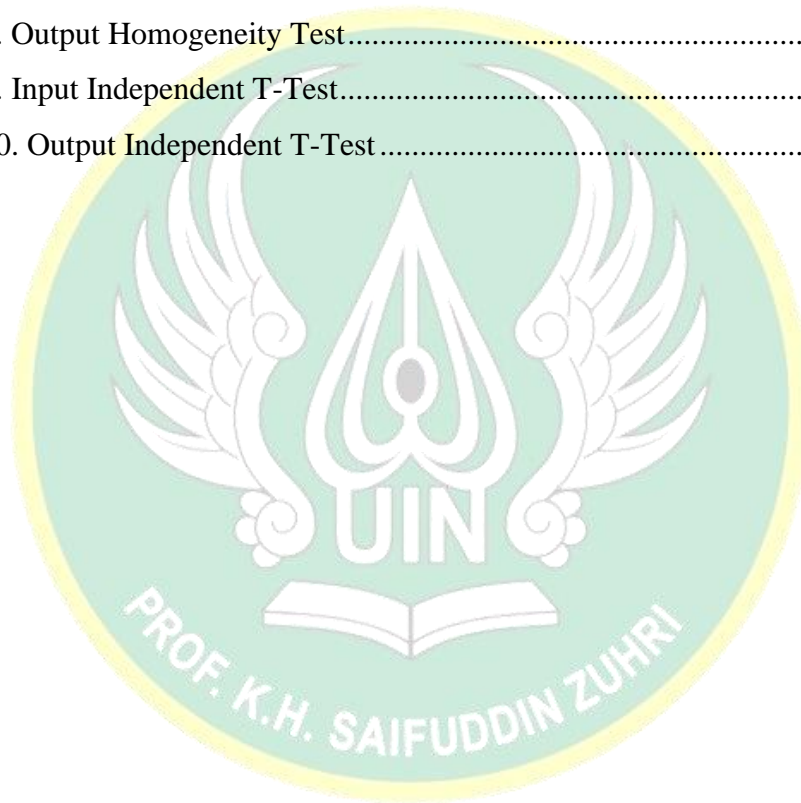 . Output Homogeneity Test...................................................................
. Input Independent T-Test...................................................................
0. Output Independent T-Test..............................................................
UIN
PROF. K.H. SAIFUDDIN ZUHRI